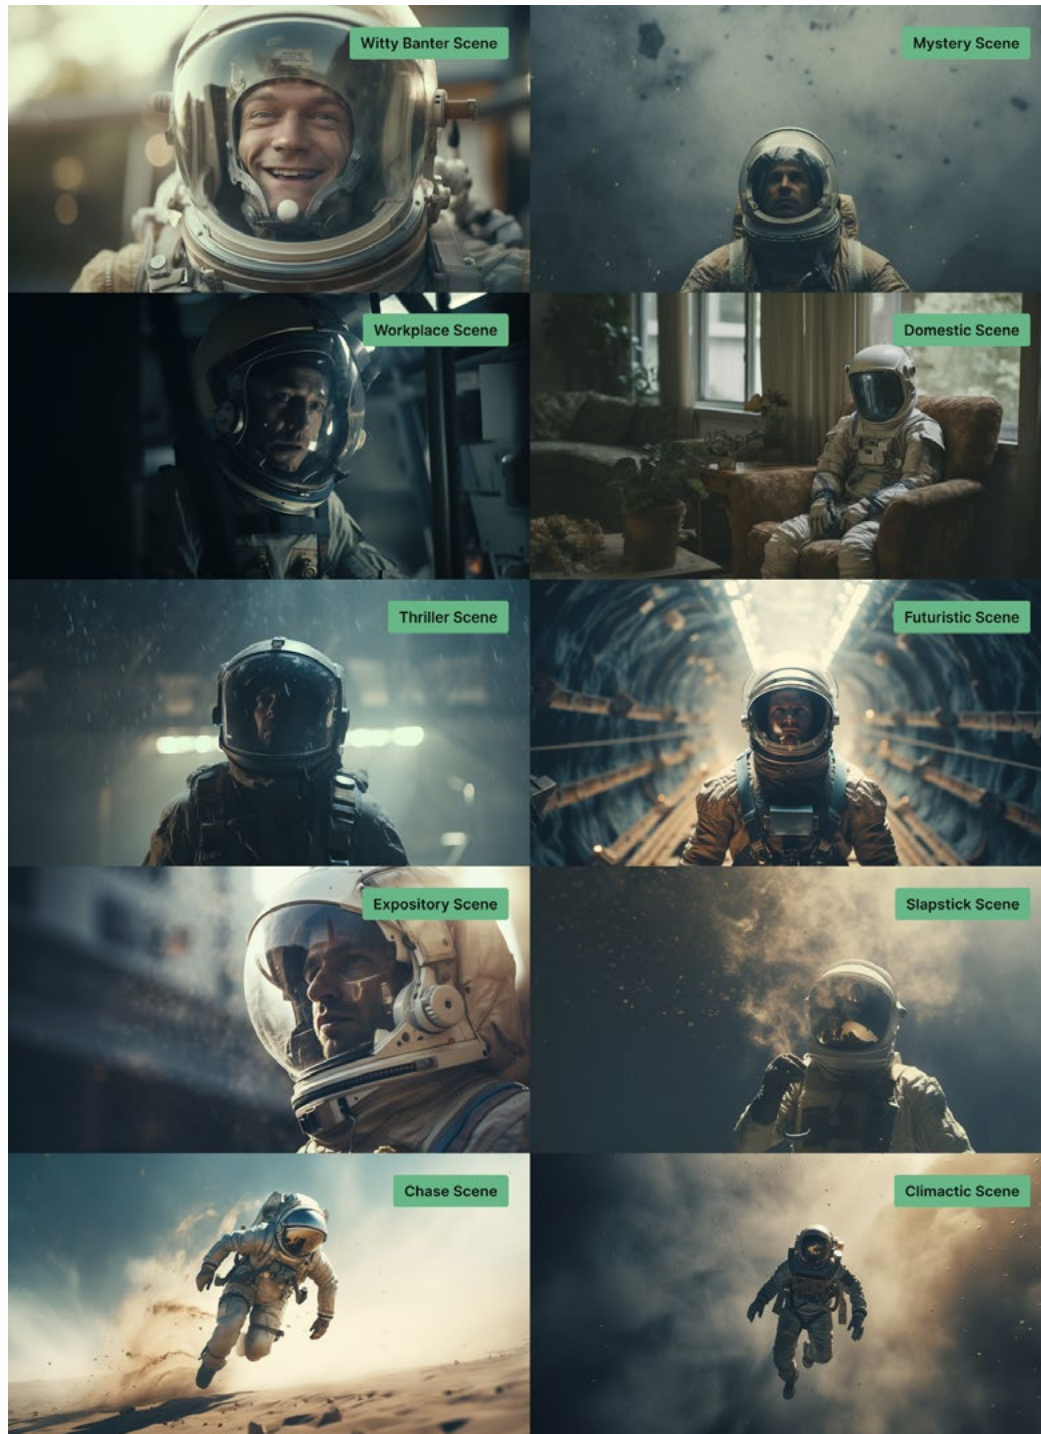 Witty Banter Scene
Mystery Scene
Workplace Scene
Domestic Scene
Thriller Scene
Futuristic Scene
Expository Scene
Slapstick Scene
Chase Scene
Climactic Scene